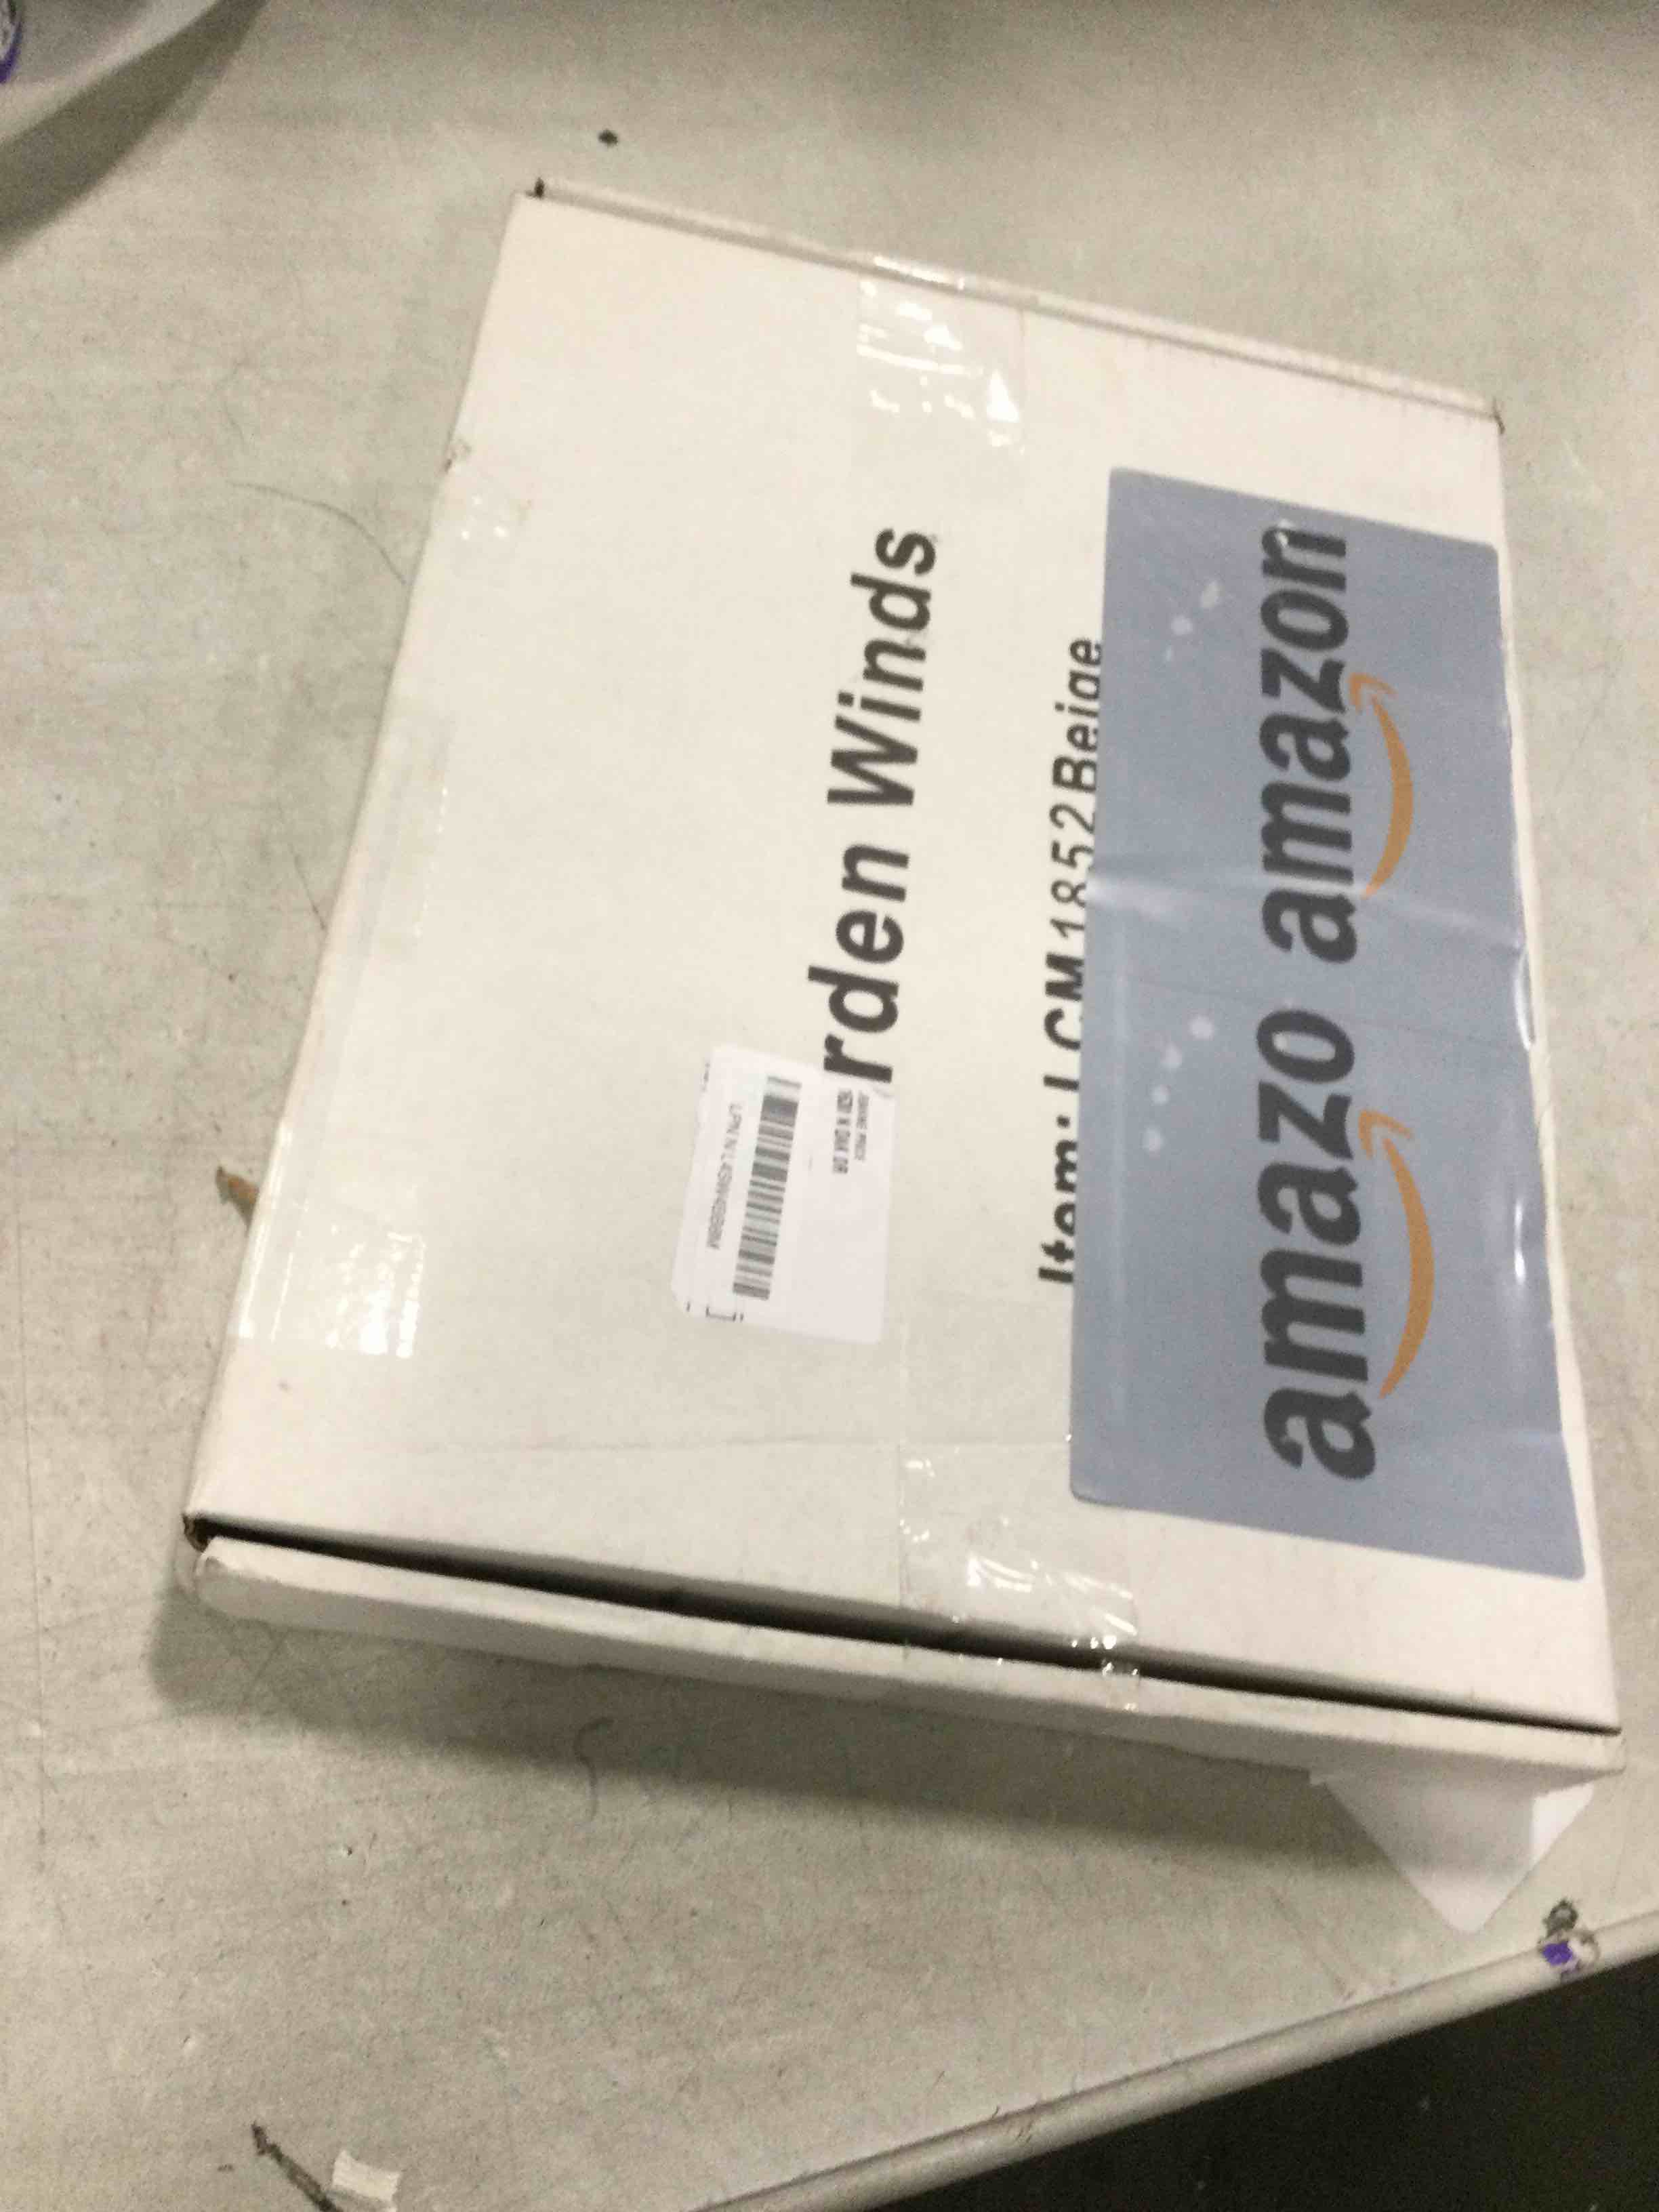 rden Winds
Item: LCM1852Beige
amazo amazon